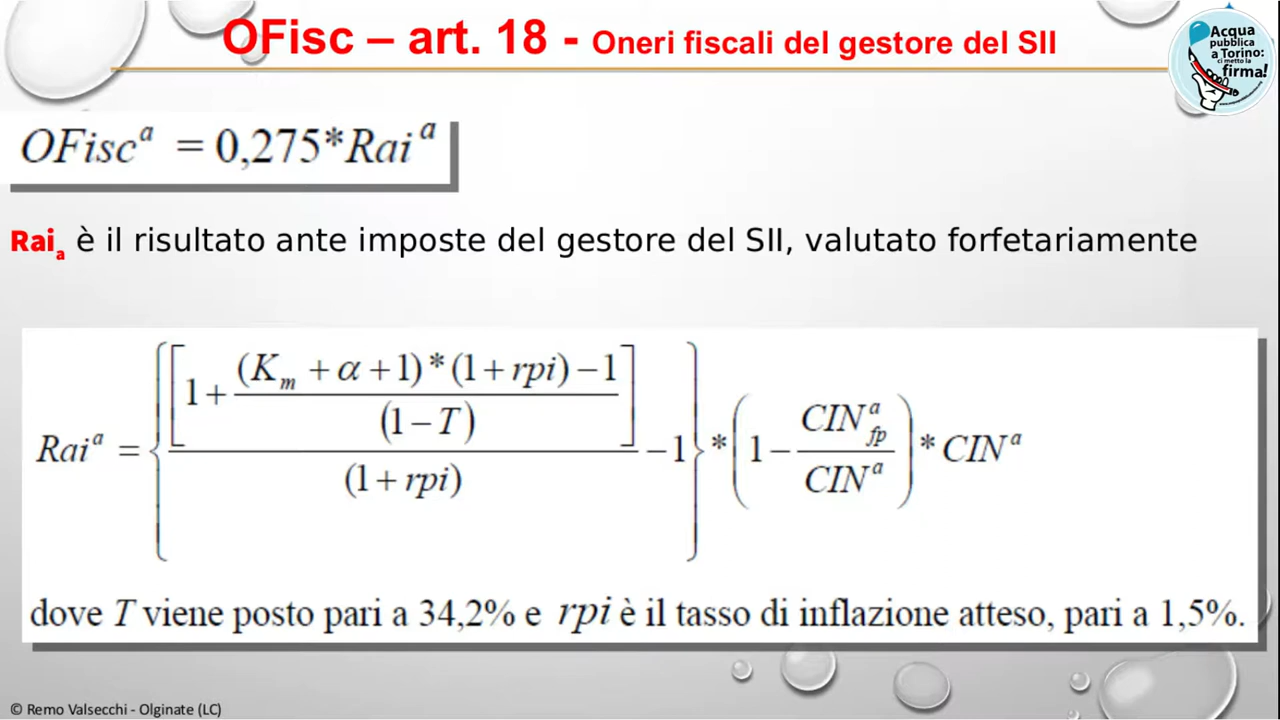 OFisc – art. 18 - Oneri fiscali del gestore del SII
Acqua
pubblica
a Torino:
ci metto la
firma!
OFisc^a = 0,275*Rai^a
Rai_a è il risultato ante imposte del gestore del SII, valutato forfetariamente
Rai^a = { [1 + ((K_m + α + 1) * (1 + rpi) − 1) / (1 − T)] / (1 + rpi) − 1 } * (1 − CIN^a_fp / CIN^a) * CIN^a
dove T viene posto pari a 34,2% e rpi è il tasso di inflazione atteso, pari a 1,5%.
© Remo Valsecchi - Olginate (LC)